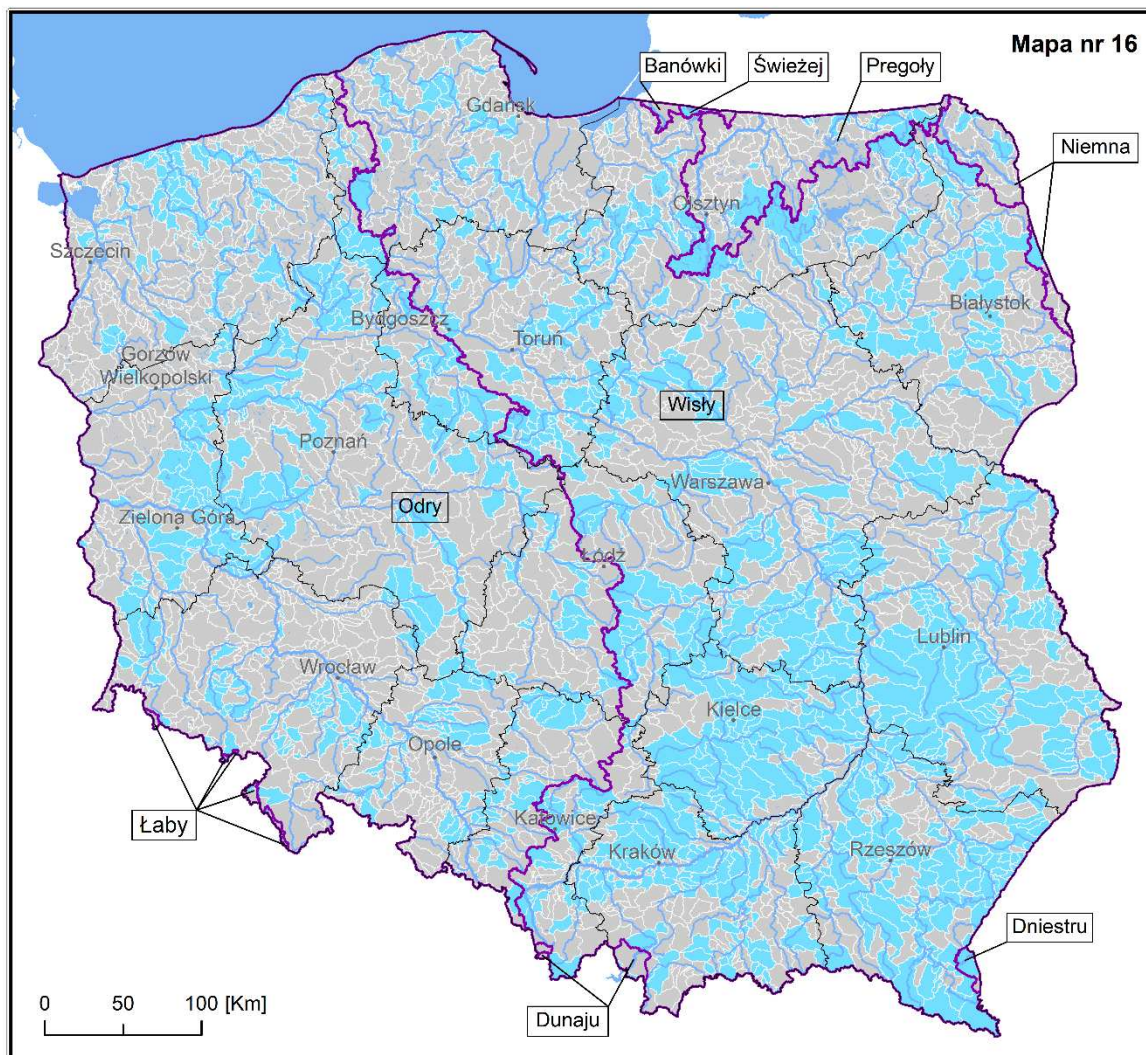 Mapa nr 16
Banówki
Świeżej
Pregoły
Gdańsk
Niemna
Olsztyn
Szczecin
Białystok
Bydgoszcz
Toruń
Gorzów
Wielkopolski
Wisły
Poznań
Warszawa
Odry
Zielona Góra
Łódź
Lublin
Wrocław
Kielce
Opole
Łaby
Katowice
Kraków
Rzeszów
Dniestru
0 50 100 [Km]
Dunaju